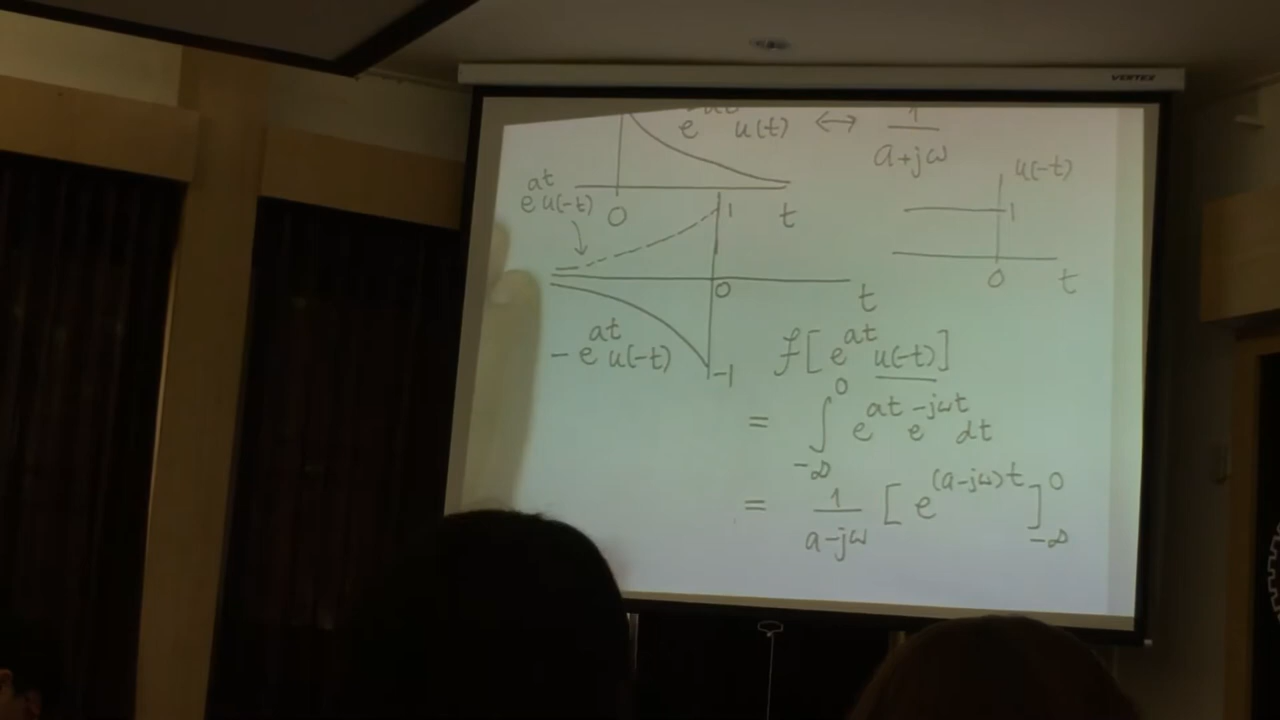 VERTEX
e^{-at} u(t) ↔ 1/(a+jω)
e^{at} u(-t)
0
t
1
0
t
-e^{at} u(-t)
-1
u(-t)
1
0
t
ℱ[e^{at} u(-t)]
= ∫_{-∞}^{0} e^{at} e^{-jωt} dt
= 1/(a-jω) [e^{(a-jω)t}]_{-∞}^{0}